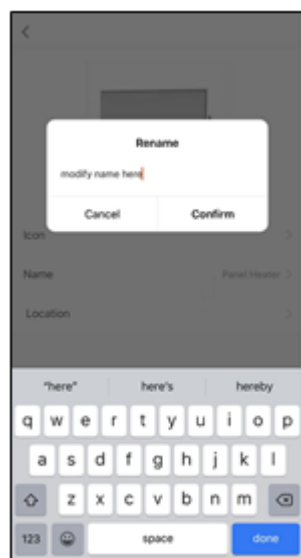 Rename
modify name here
Cancel Confirm
Icon
Name Panel Heater
Location
"here" here's hereby
q w e r t y u i o p
a s d f g h j k l
z x c v b n m
123 space done